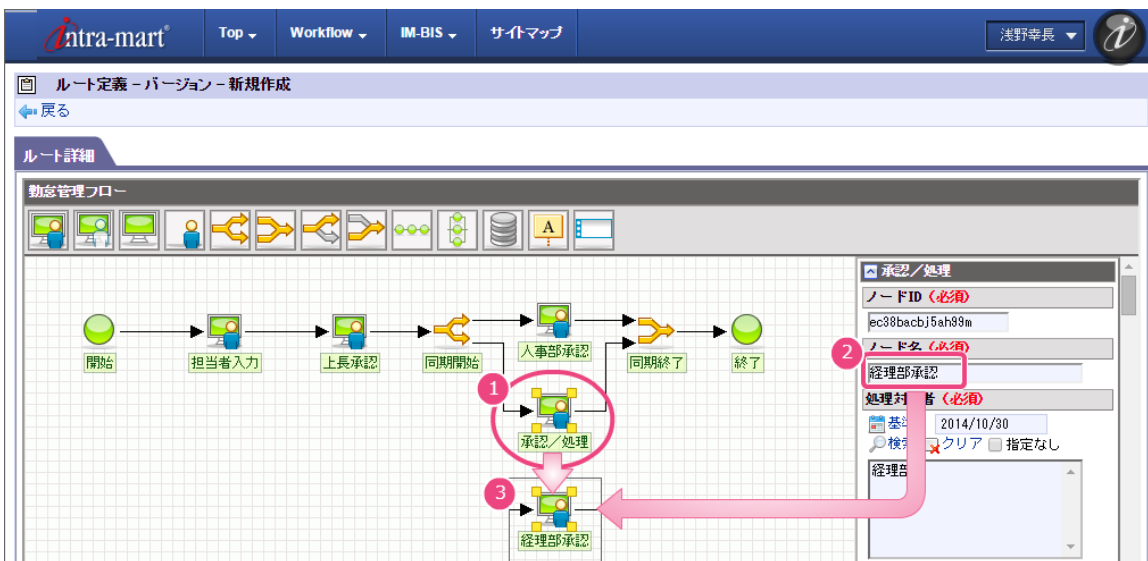 intra-mart® Top Workflow IM-BIS サイトマップ 浅野幸長
ルート定義 - バージョン - 新規作成
戻る
ルート詳細
勤怠管理フロー
A
承認／処理
ノードID（必須）
ec38bacbj5ah99m
ノード名（必須）
2
経理部承認
開始
担当者入力
上長承認
同期開始
人事部承認
同期終了
終了
1
承認／処理
3
経理部承認
処理対 者（必須）
基準 2014/10/30
検索 クリア 指定なし
経理部